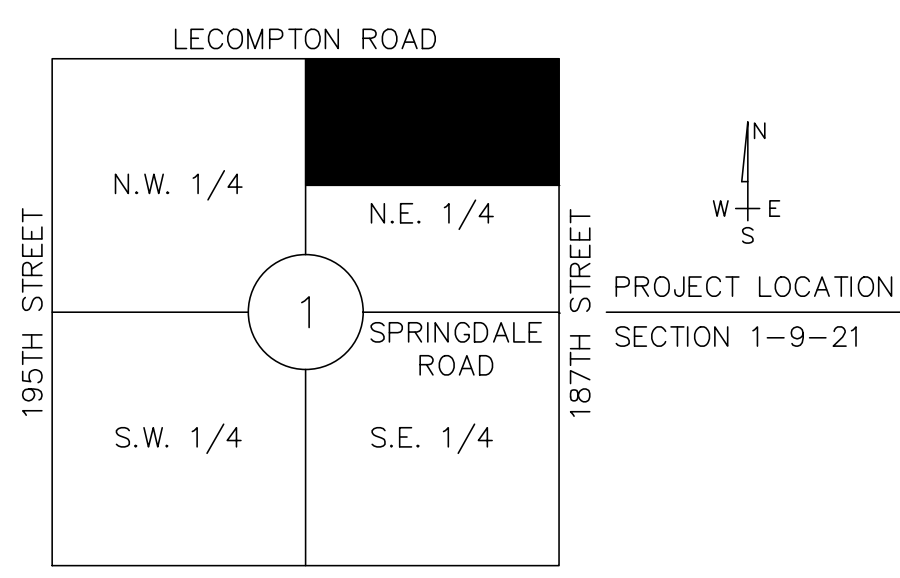 LECOMPTON ROAD
N.W. 1/4
N.E. 1/4
195TH STREET
187TH STREET
1
SPRINGDALE
ROAD
S.W. 1/4
S.E. 1/4
N
W E
S
PROJECT LOCATION
SECTION 1-9-21